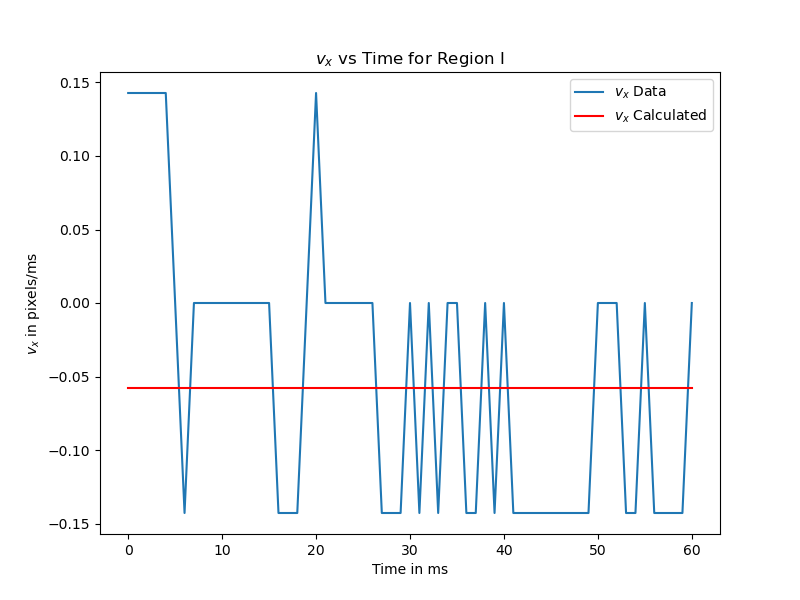 v_x vs Time for Region I
v_x Data
v_x Calculated
0.15
0.10
0.05
0.00
−0.05
−0.10
−0.15
v_x in pixels/ms
0 10 20 30 40 50 60
Time in ms